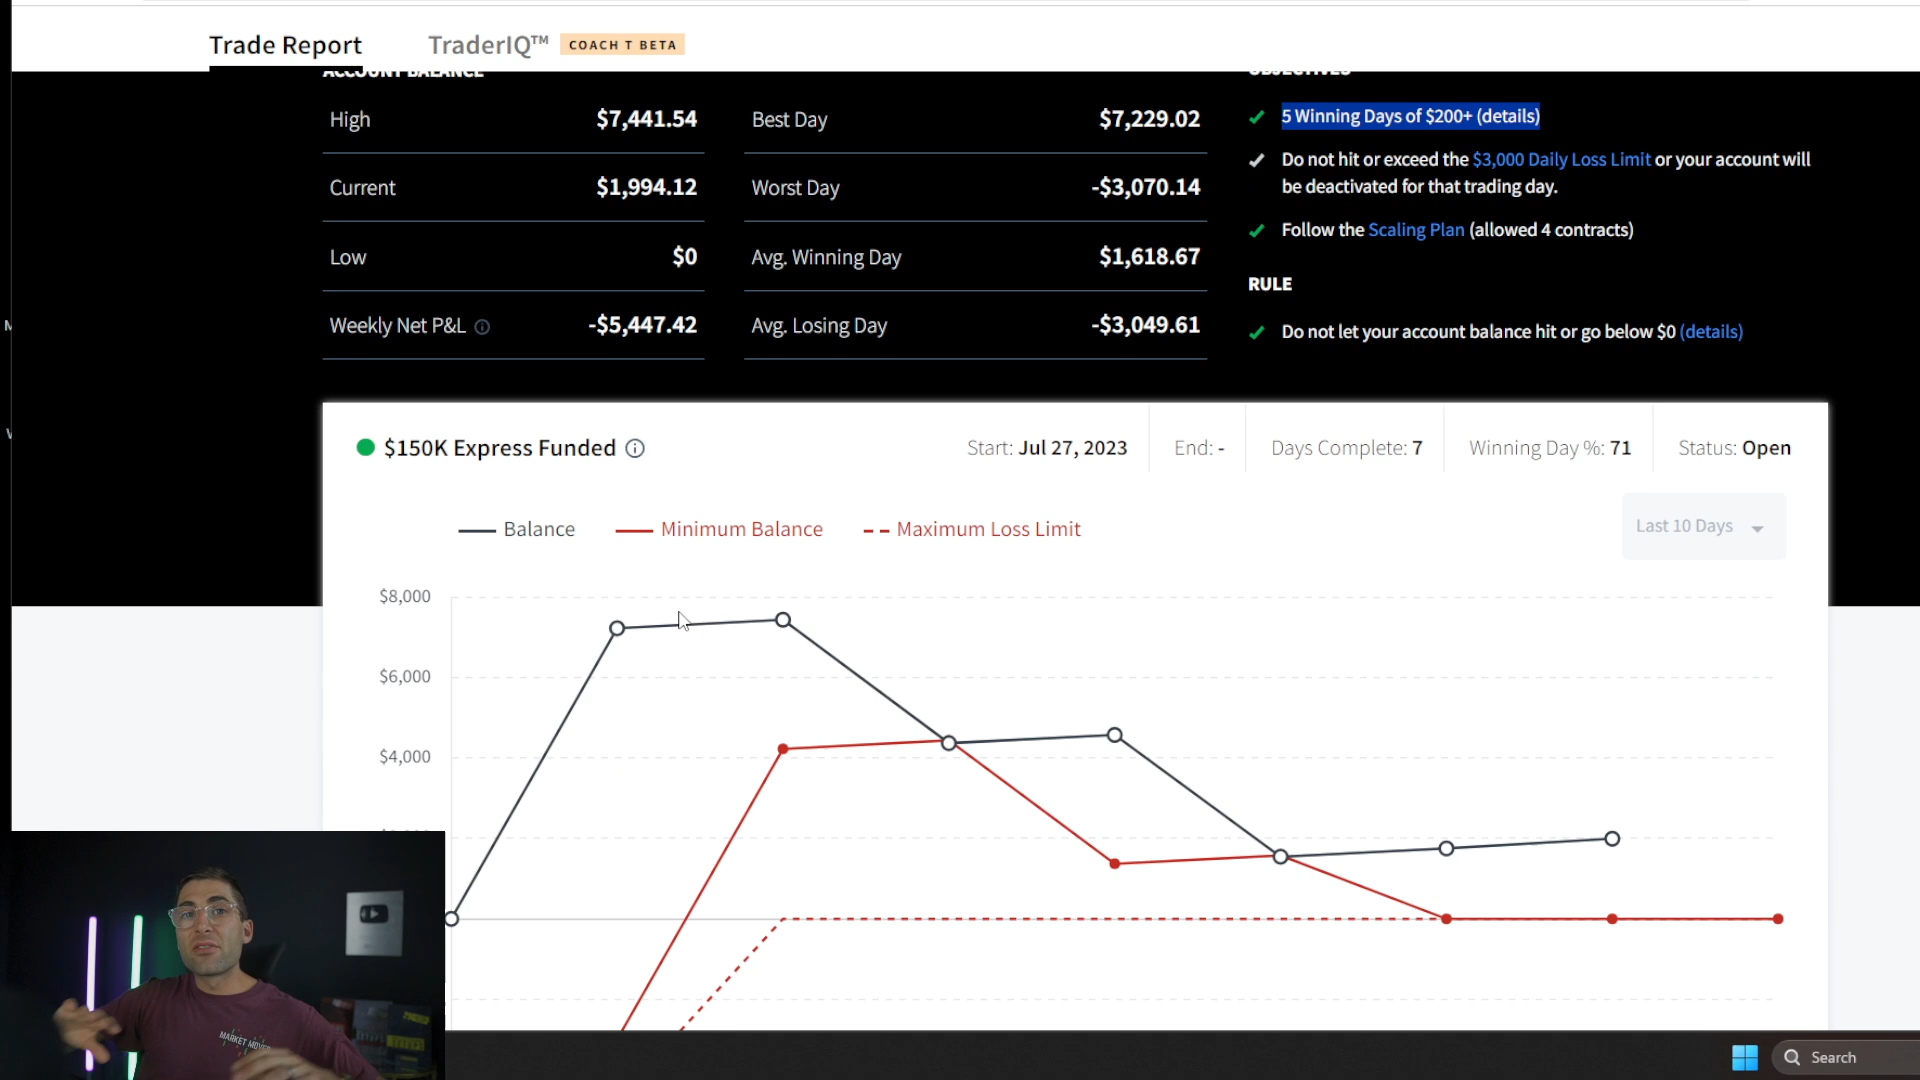 Trade Report
TraderIQ™
COACH T BETA
ACCOUNT BALANCE
High
$7,441.54
Current
$1,994.12
Low
$0
Weekly Net P&L
-$5,447.42
Best Day
$7,229.02
Worst Day
-$3,070.14
Avg. Winning Day
$1,618.67
Avg. Losing Day
-$3,049.61
OBJECTIVES
5 Winning Days of $200+ (details)
Do not hit or exceed the $3,000 Daily Loss Limit or your account will
be deactivated for that trading day.
Follow the Scaling Plan (allowed 4 contracts)
RULE
Do not let your account balance hit or go below $0 (details)
$150K Express Funded
Start: Jul 27, 2023
End: -
Days Complete: 7
Winning Day %: 71
Status: Open
Balance
Minimum Balance
Maximum Loss Limit
Last 10 Days
$8,000
$6,000
$4,000
MARKET MOVES
Search